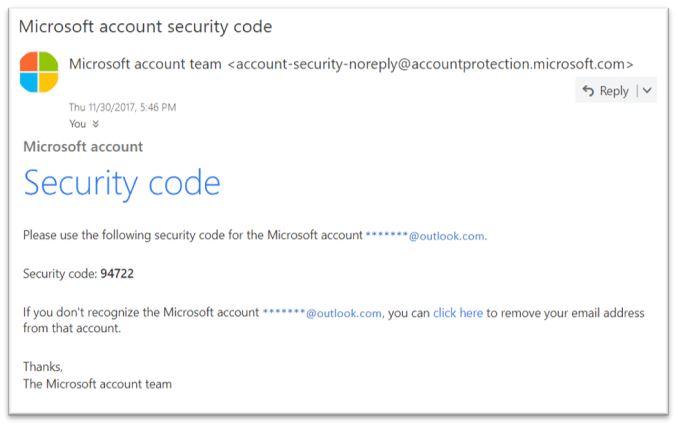 Microsoft account security code
Microsoft account team <account-security-noreply@accountprotection.microsoft.com>
Reply
Thu 11/30/2017, 5:46 PM
You
Microsoft account
Security code
Please use the following security code for the Microsoft account *******@outlook.com.
Security code: 94722
If you don't recognize the Microsoft account *******@outlook.com, you can click here to remove your email address
from that account.
Thanks,
The Microsoft account team